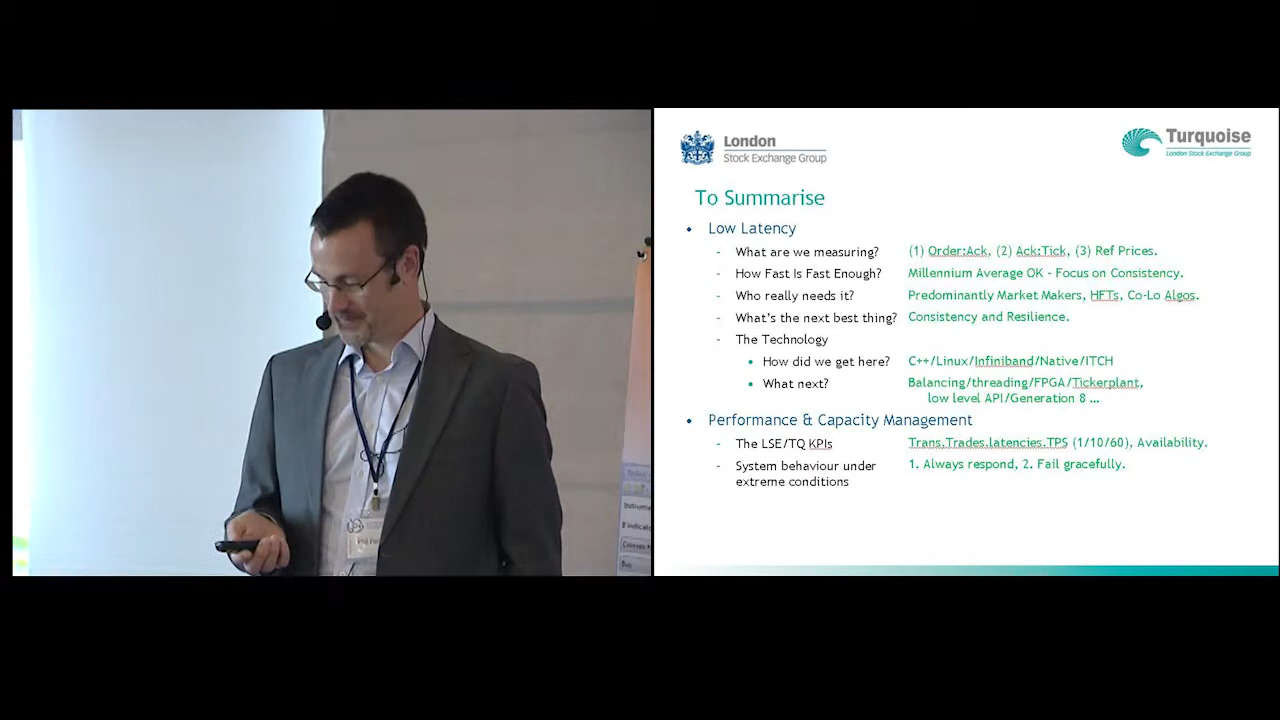 London
Stock Exchange Group
Turquoise
London Stock Exchange Group
To Summarise
• Low Latency
- What are we measuring? (1) Order:Ack, (2) Ack:Tick, (3) Ref Prices.
- How Fast Is Fast Enough? Millennium Average OK - Focus on Consistency.
- Who really needs it? Predominantly Market Makers, HFTs, Co-Lo Algos.
- What's the next best thing? Consistency and Resilience.
- The Technology
• How did we get here? C++/Linux/Infiniband/Native/ITCH
• What next? Balancing/threading/FPGA/Tickerplant,
low level API/Generation 8 ...
• Performance & Capacity Management
- The LSE/TQ KPIs Trans.Trades.latencies.TPS (1/10/60), Availability.
- System behaviour under 1. Always respond, 2. Fail gracefully.
extreme conditions
Buy